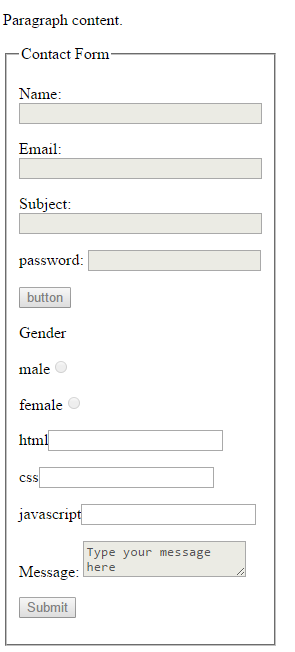 Paragraph content.
Contact Form
Name:
Email:
Subject:
password:
button
Gender
male
female
html
css
javascript
Message: Type your message
here
Submit